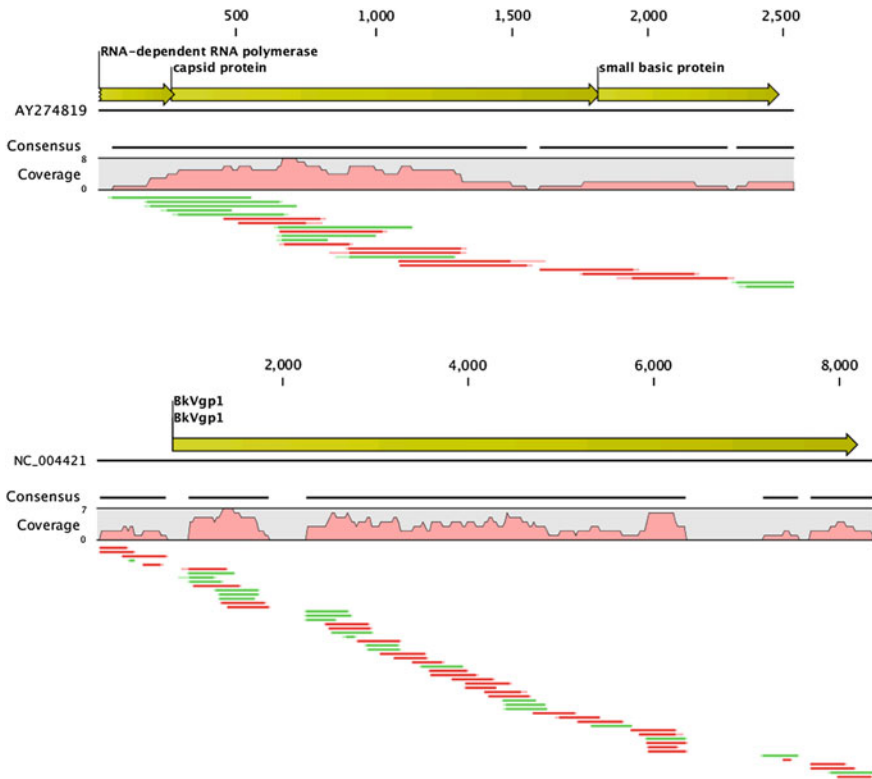 500 1,000 1,500 2,000 2,500
RNA-dependent RNA polymerase
capsid protein small basic protein
AY274819
Consensus
8
Coverage
0
2,000 4,000 6,000 8,000
BkVgp1
BkVgp1
NC_004421
Consensus
7
Coverage
0